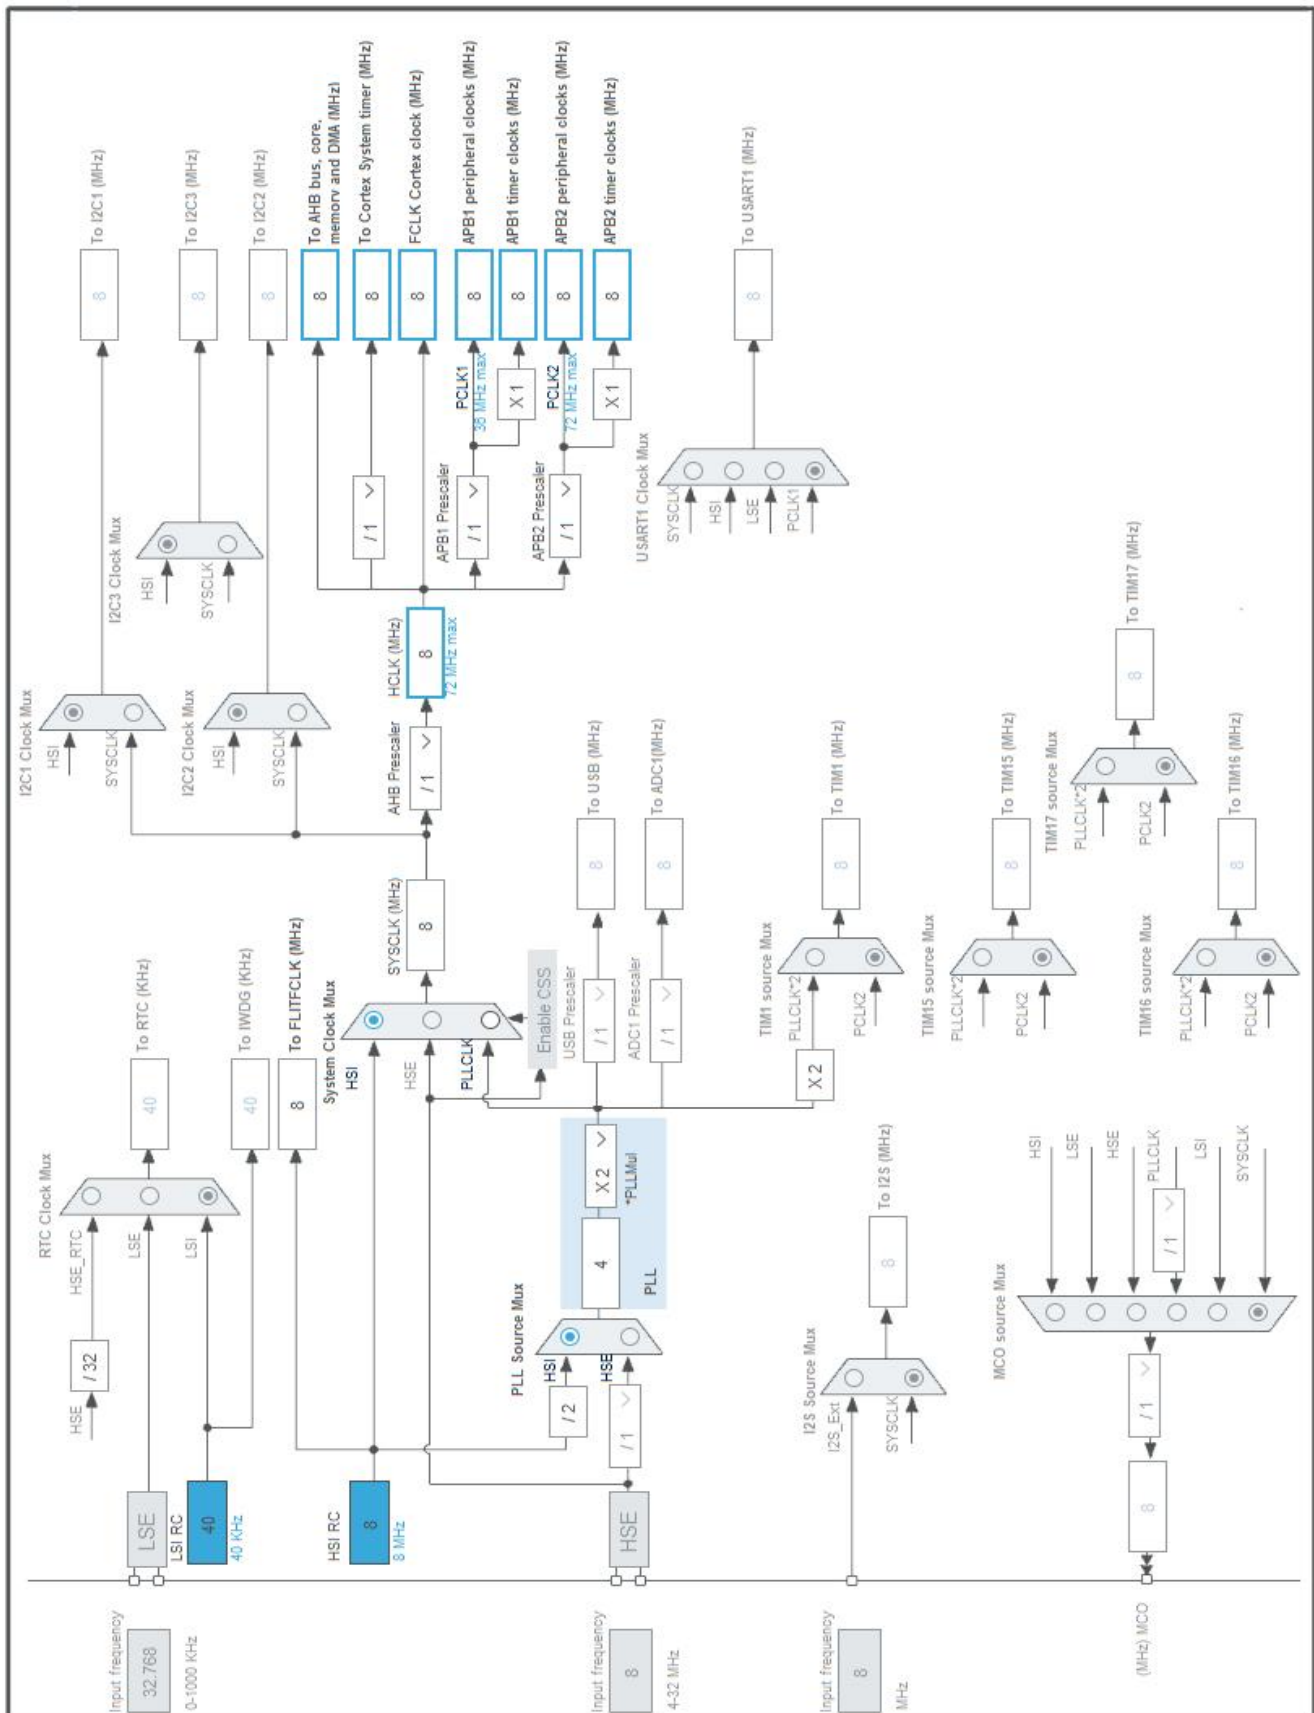 Input frequency
32.768
0-1000 KHz
LSE
LSI RC
40
40 KHz
HSE
/ 32
HSE_RTC
LSE
LSI
RTC Clock Mux
40
To RTC (KHz)
40
To IWDG (KHz)
8
To FLITFCLK (MHz)
HSI RC
8
8 MHz
Input frequency
8
4-32 MHz
HSE
/ 2
/ 1
HSI
HSE
PLL Source Mux
4
X 2
*PLLMul
PLL
System Clock Mux
HSI
HSE
PLLCLK
Enable CSS
SYSCLK (MHz)
8
AHB Prescaler
/ 1
HCLK (MHz)
8
72 MHz max
I2C1 Clock Mux
HSI
SYSCLK
8
To I2C1 (MHz)
I2C3 Clock Mux
HSI
SYSCLK
8
To I2C3 (MHz)
I2C2 Clock Mux
HSI
SYSCLK
8
To I2C2 (MHz)
8
To AHB bus, core,
memory and DMA (MHz)
/ 1
8
To Cortex System timer (MHz)
8
FCLK Cortex clock (MHz)
APB1 Prescaler
/ 1
PCLK1
36 MHz max
8
APB1 peripheral clocks (MHz)
X 1
8
APB1 timer clocks (MHz)
APB2 Prescaler
/ 1
PCLK2
72 MHz max
8
APB2 peripheral clocks (MHz)
X 1
8
APB2 timer clocks (MHz)
USB Prescaler
/ 1
8
To USB (MHz)
ADC1 Prescaler
/ 1
8
To ADC1(MHz)
USART1 Clock Mux
SYSCLK
HSI
LSE
PCLK1
8
To USART1 (MHz)
X 2
TIM1 source Mux
PLLCLK*2
PCLK2
8
To TIM1 (MHz)
TIM15 source Mux
PLLCLK*2
PCLK2
8
To TIM15 (MHz)
TIM17 source Mux
PLLCLK*2
PCLK2
8
To TIM17 (MHz)
TIM16 source Mux
PLLCLK*2
PCLK2
8
To TIM16 (MHz)
Input frequency
8
MHz
I2S Source Mux
I2S_Ext
SYSCLK
8
To I2S (MHz)
MCO source Mux
HSI
LSE
HSE
PLLCLK
/ 1
LSI
SYSCLK
/ 1
8
(MHz) MCO